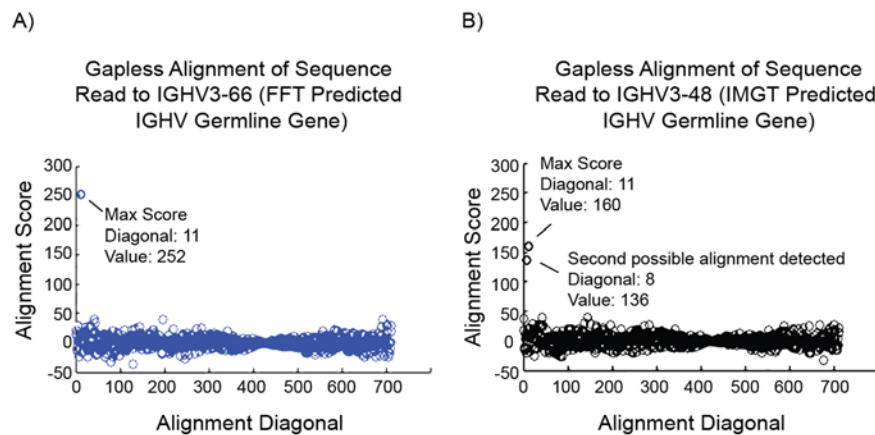 A)
Gapless Alignment of Sequence
Read to IGHV3-66 (FFT Predicted
IGHV Germline Gene)
300
250
200
150
100
50
0
-50
Alignment Score
Max Score
Diagonal: 11
Value: 252
0 100 200 300 400 500 600 700
Alignment Diagonal
B)
Gapless Alignment of Sequence
Read to IGHV3-48 (IMGT Predicted
IGHV Germline Gene)
300
250
200
150
100
50
0
-50
Alignment Score
Max Score
Diagonal: 11
Value: 160
Second possible alignment detected
Diagonal: 8
Value: 136
0 100 200 300 400 500 600 700
Alignment Diagonal